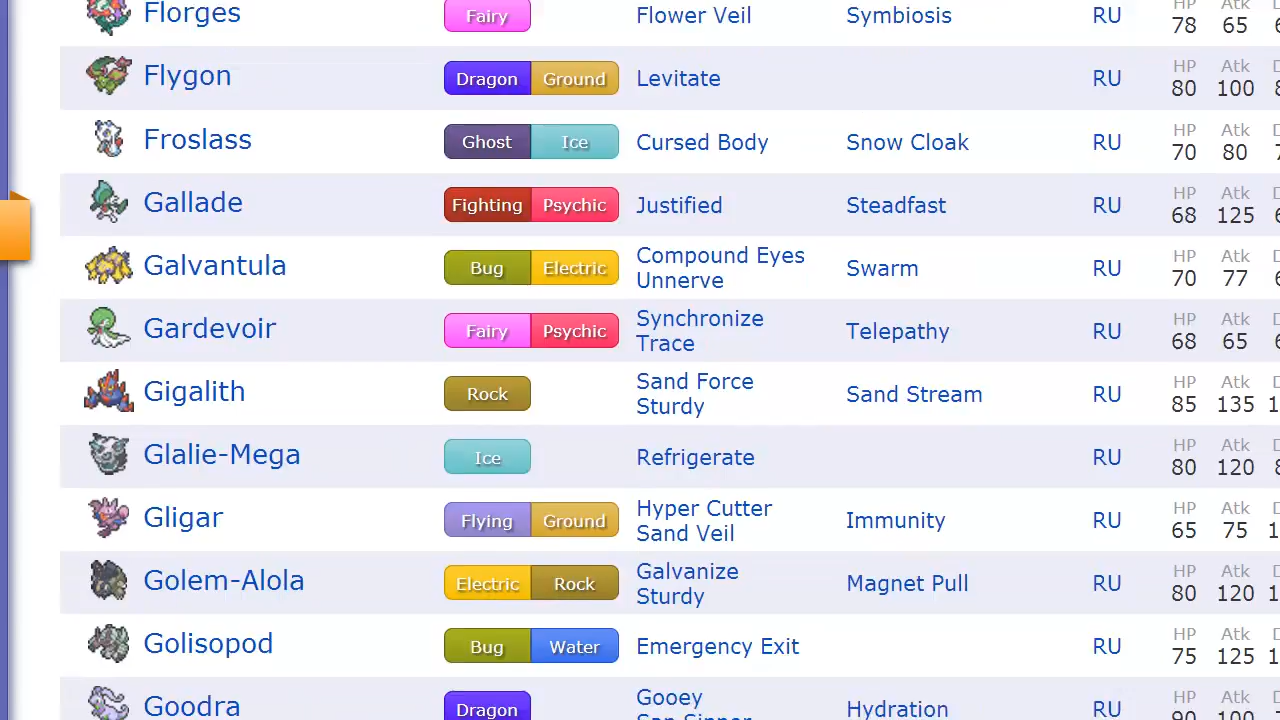 HP Atk
Florges Fairy Flower Veil Symbiosis RU 78 65
HP Atk
Flygon Dragon Ground Levitate RU 80 100
HP Atk
Froslass Ghost Ice Cursed Body Snow Cloak RU 70 80
HP Atk
Gallade Fighting Psychic Justified Steadfast RU 68 125
Compound Eyes HP Atk
Galvantula Bug Electric Swarm RU
Unnerve 70 77
Synchronize HP Atk
Gardevoir Fairy Psychic Telepathy RU
Trace 68 65
Sand Force HP Atk
Gigalith Rock Sand Stream RU
Sturdy 85 135
HP Atk
Glalie-Mega Ice Refrigerate RU 80 120
Hyper Cutter HP Atk
Gligar Flying Ground Immunity RU
Sand Veil 65 75
Galvanize HP Atk
Golem-Alola Electric Rock Magnet Pull RU
Sturdy 80 120
HP Atk
Golisopod Bug Water Emergency Exit RU 75 125
Gooey HP Atk
Goodra Dragon Hydration RU
Sap Sipper 90 100